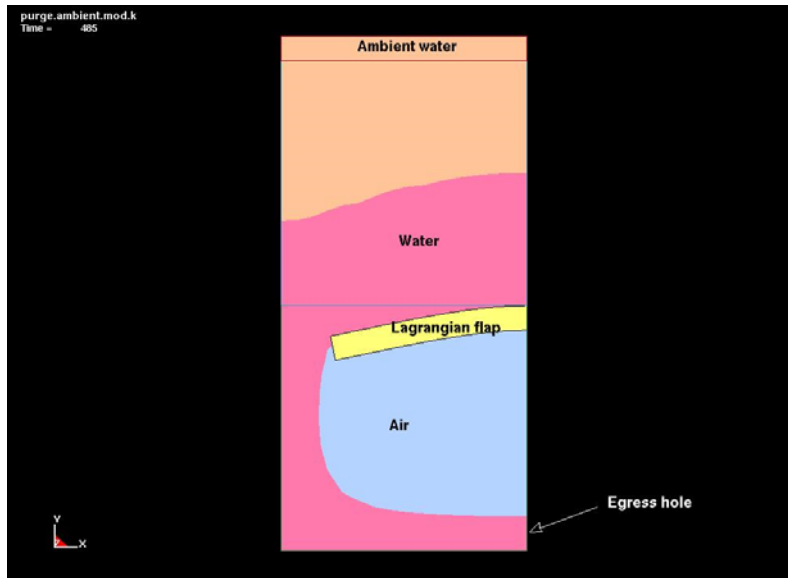 purge.ambient.mod.k
Time = 485
Ambient water
Water
Lagrangian flap
Air
Egress hole
Y
Z X